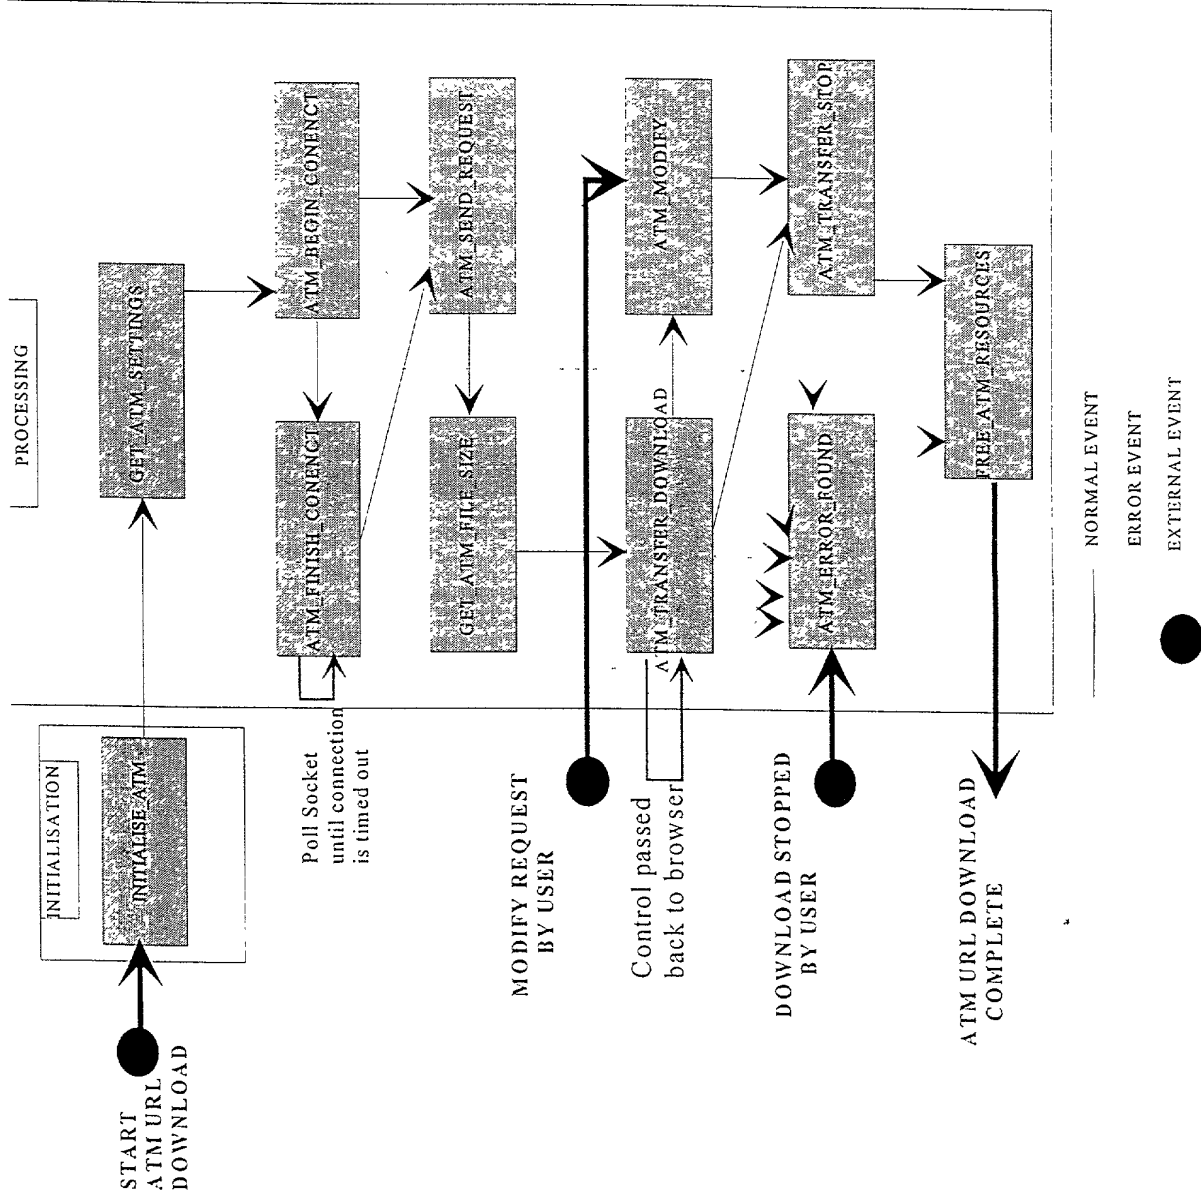 START
ATM URL
DOWNLOAD
INITIALISATION
INITIALISE_ATM
PROCESSING
GET_ATM_SETTINGS
Poll Socket
until connection
is timed out
ATM_FINISH_CONENCT
ATM_BEGIN_CONENCT
GET_ATM_FILE_SIZE
ATM_SEND_REQUEST
MODIFY REQUEST
BY USER
Control passed
back to browser
ATM_TRANSFER_DOWNLOAD
ATM_MODIFY
DOWNLOAD STOPPED
BY USER
ATM_ERROR_FOUND
ATM_TRANSFER_STOP
ATM URL DOWNLOAD
COMPLETE
FREE_ATM_RESOURCES
NORMAL EVENT
ERROR EVENT
EXTERNAL EVENT